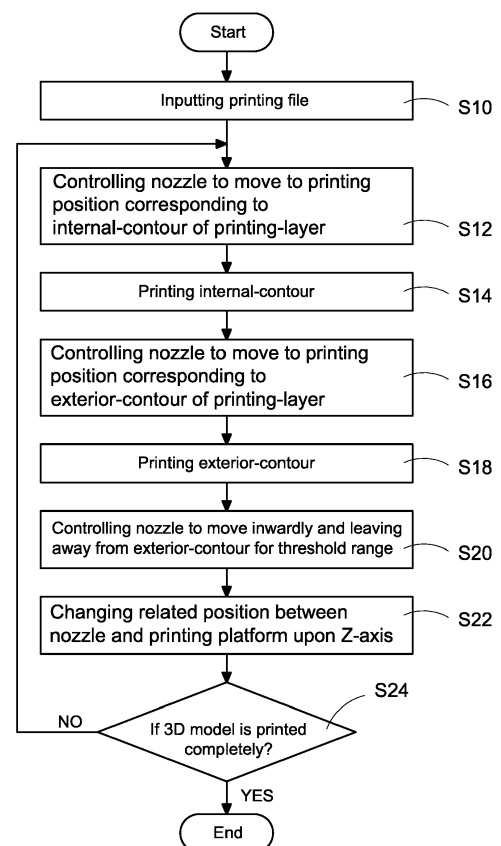 Start
Inputting printing file
S10
Controlling nozzle to move to printing
position corresponding to
internal-contour of printing-layer
S12
Printing internal-contour
S14
Controlling nozzle to move to printing
position corresponding to
exterior-contour of printing-layer
S16
Printing exterior-contour
S18
Controlling nozzle to move inwardly and leaving
away from exterior-contour for threshold range
S20
Changing related position between
nozzle and printing platform upon Z-axis
S22
S24
If 3D model is printed
completely?
NO
YES
End